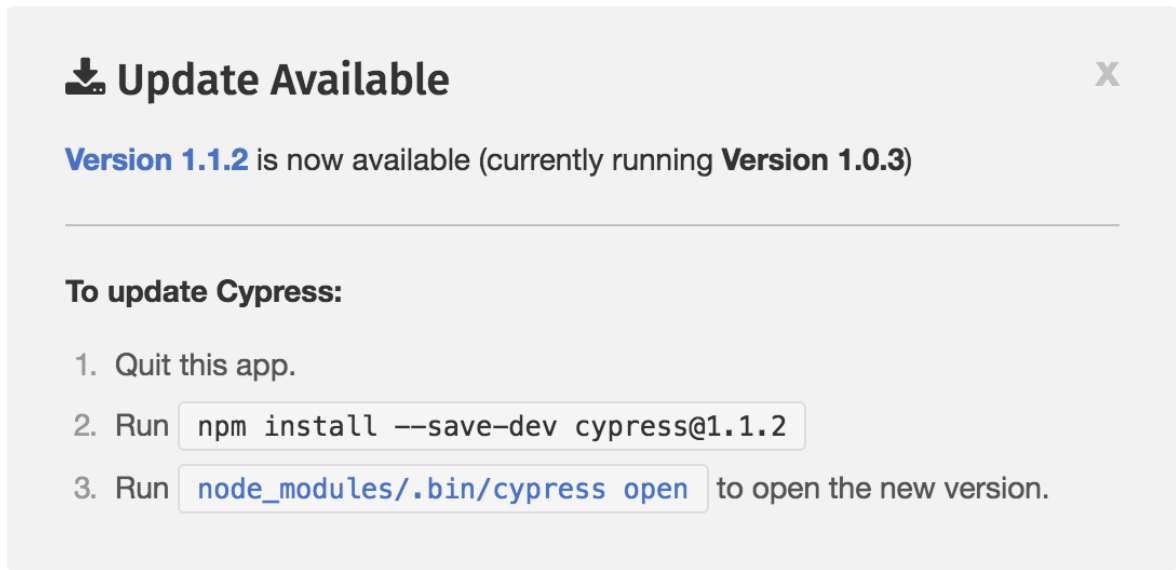 Update Available
X
Version 1.1.2 is now available (currently running Version 1.0.3)
To update Cypress:
1. Quit this app.
2. Run npm install --save-dev cypress@1.1.2
3. Run node_modules/.bin/cypress open to open the new version.